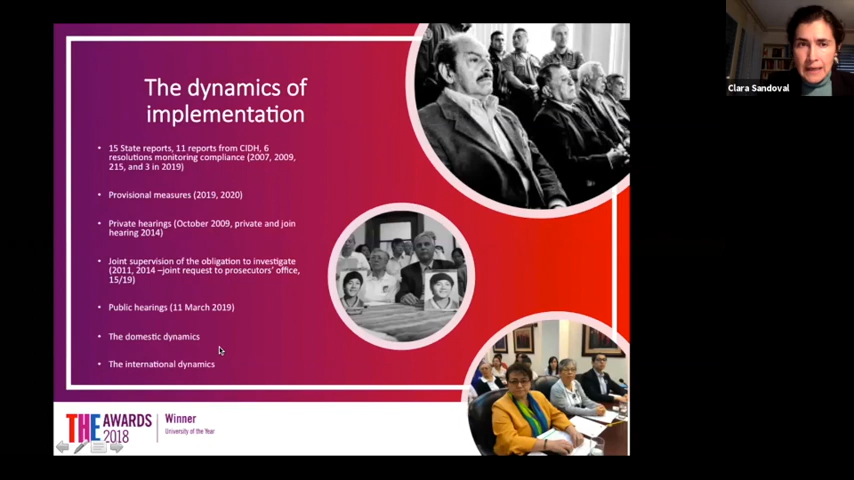 The dynamics of
implementation
• 15 State reports, 11 reports from CIDH, 6
resolutions monitoring compliance (2007, 2009,
215, and 3 in 2019)
• Provisional measures (2019, 2020)
• Private hearings (October 2009, private and join
hearing 2014)
• Joint supervision of the obligation to investigate
(2011, 2014 –joint request to prosecutors' office,
15/19)
• Public hearings (11 March 2019)
• The domestic dynamics
• The international dynamics
THE AWARDS
2018
Winner
University of the Year
Clara Sandoval